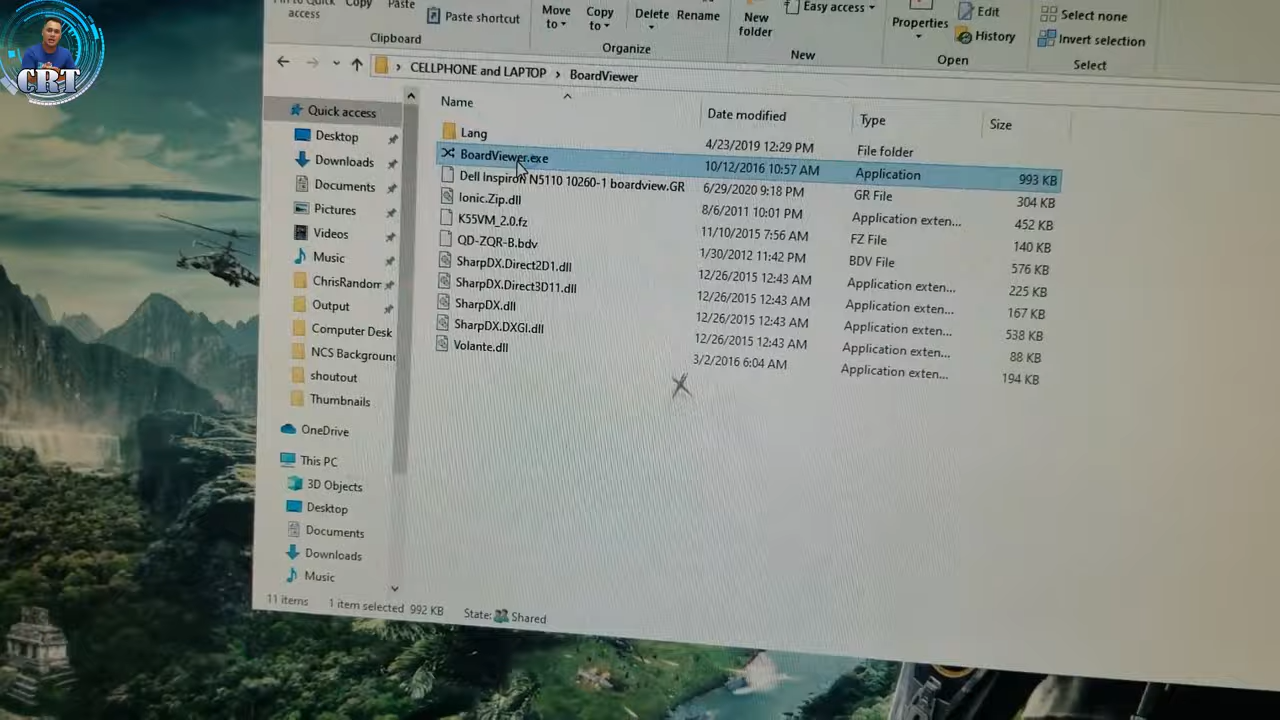 CRT
access
Copy
Paste
Paste shortcut
Clipboard
Move to
Copy to
Delete
Rename
Organize
New folder
Easy access
New
Properties
Edit
History
Open
Select none
Invert selection
Select
CELLPHONE and LAPTOP › BoardViewer
Name Date modified Type Size
Lang 4/23/2019 12:29 PM File folder
BoardViewer.exe 10/12/2016 10:57 AM Application 993 KB
Dell Inspiron N5110 10260-1 boardview.GR 6/29/2020 9:18 PM GR File 304 KB
Ionic.Zip.dll 8/6/2011 10:01 PM Application exten... 452 KB
K55VM_2.0.fz 11/10/2015 7:56 AM FZ File 140 KB
QD-ZQR-B.bdv 1/30/2012 11:42 PM BDV File 576 KB
SharpDX.Direct2D1.dll 12/26/2015 12:43 AM Application exten... 225 KB
SharpDX.Direct3D11.dll 12/26/2015 12:43 AM Application exten... 167 KB
SharpDX.dll 12/26/2015 12:43 AM Application exten... 538 KB
SharpDX.DXGI.dll 12/26/2015 12:43 AM Application exten... 88 KB
Volante.dll 3/2/2016 6:04 AM Application exten... 194 KB
Quick access
Desktop
Downloads
Documents
Pictures
Videos
Music
ChrisRandom
Output
Computer Desk
NCS Backgroun
shoutout
Thumbnails
OneDrive
This PC
3D Objects
Desktop
Documents
Downloads
Music
11 items 1 item selected 992 KB State: Shared